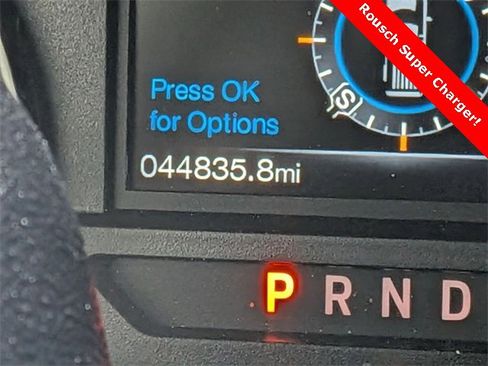 Rousch Super Charger!
S
Press OK
for Options
044835.8mi
P R N D